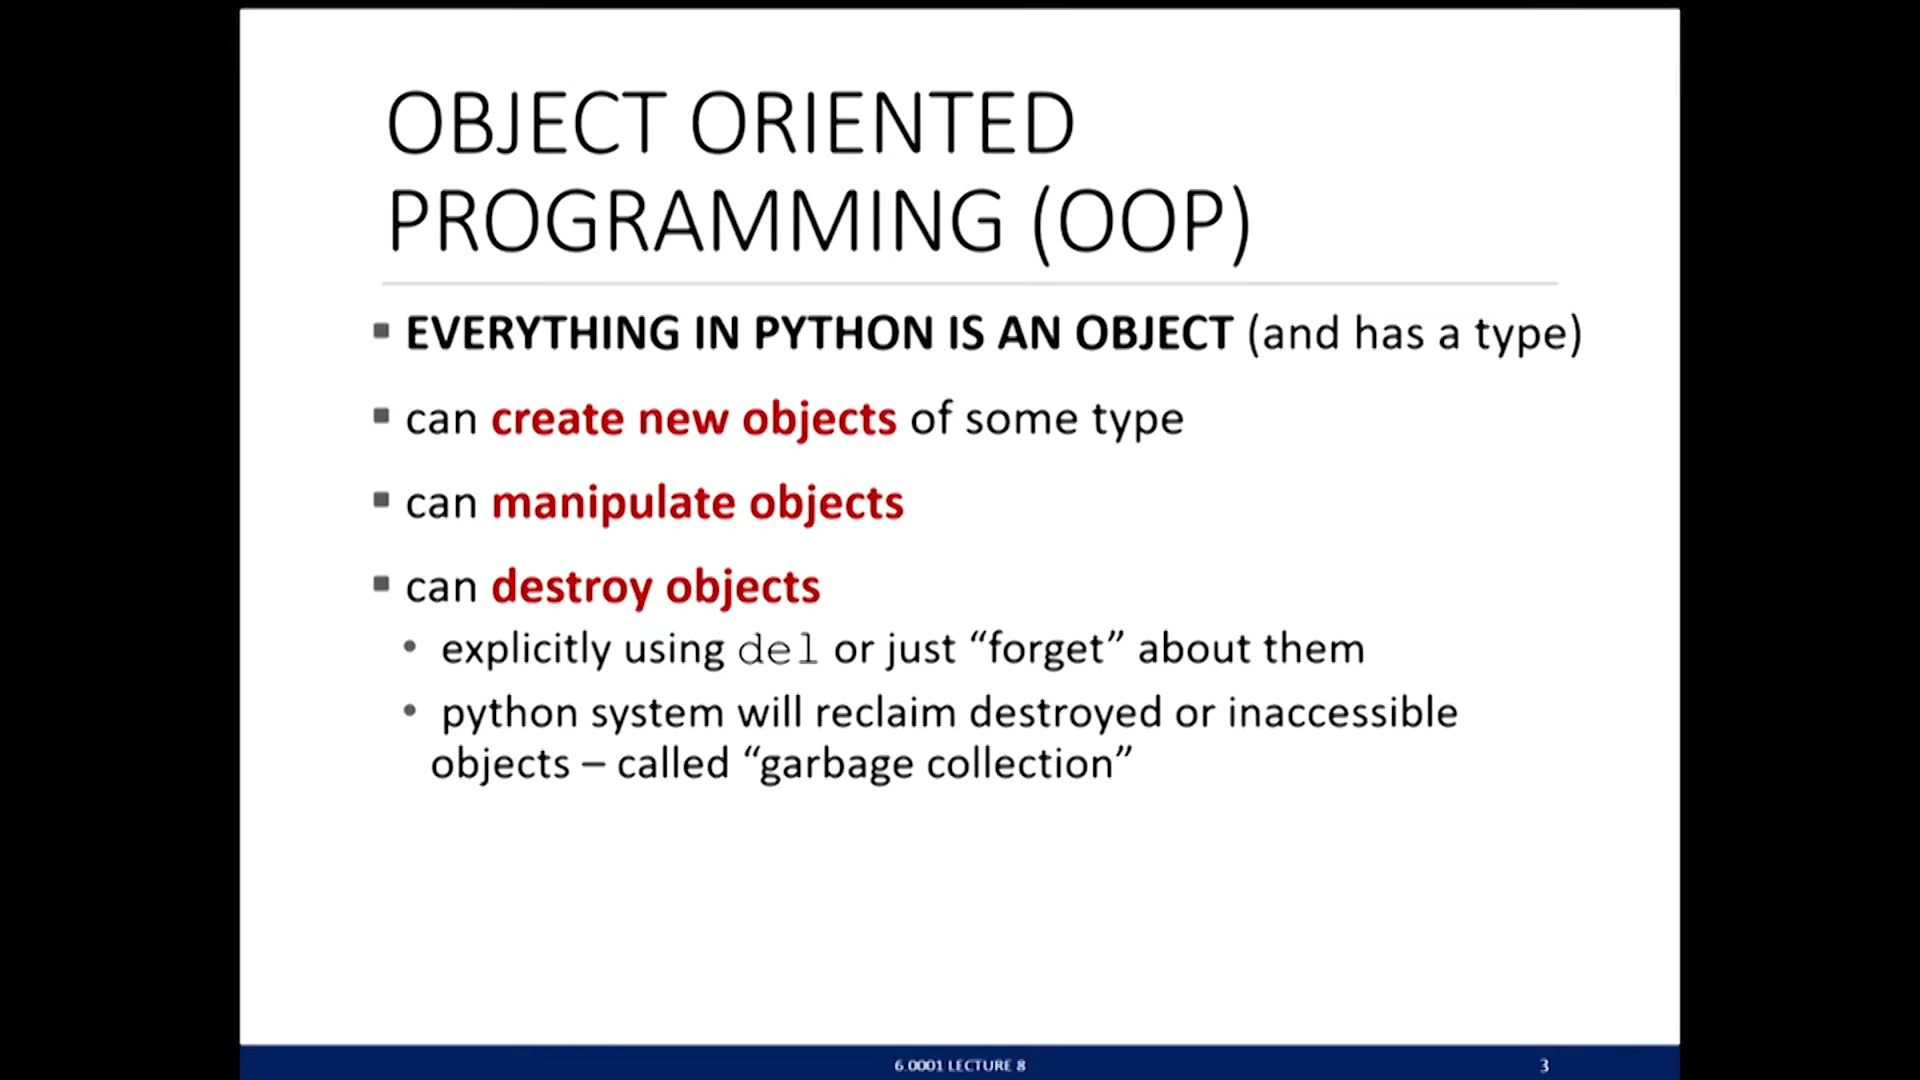 OBJECT ORIENTED
PROGRAMMING (OOP)
▪ EVERYTHING IN PYTHON IS AN OBJECT (and has a type)
▪ can create new objects of some type
▪ can manipulate objects
▪ can destroy objects
• explicitly using del or just “forget” about them
• python system will reclaim destroyed or inaccessible
objects – called “garbage collection”
6.0001 LECTURE 8
3